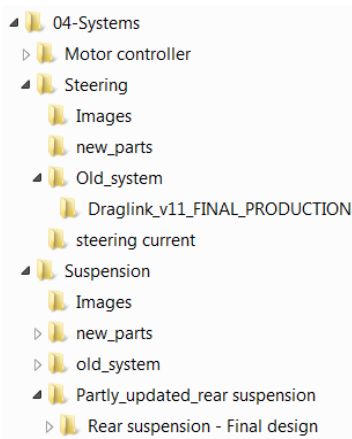 04-Systems
Motor controller
Steering
Images
new_parts
Old_system
Draglink_v11_FINAL_PRODUCTION
steering current
Suspension
Images
new_parts
old_system
Partly_updated_rear suspension
Rear suspension - Final design